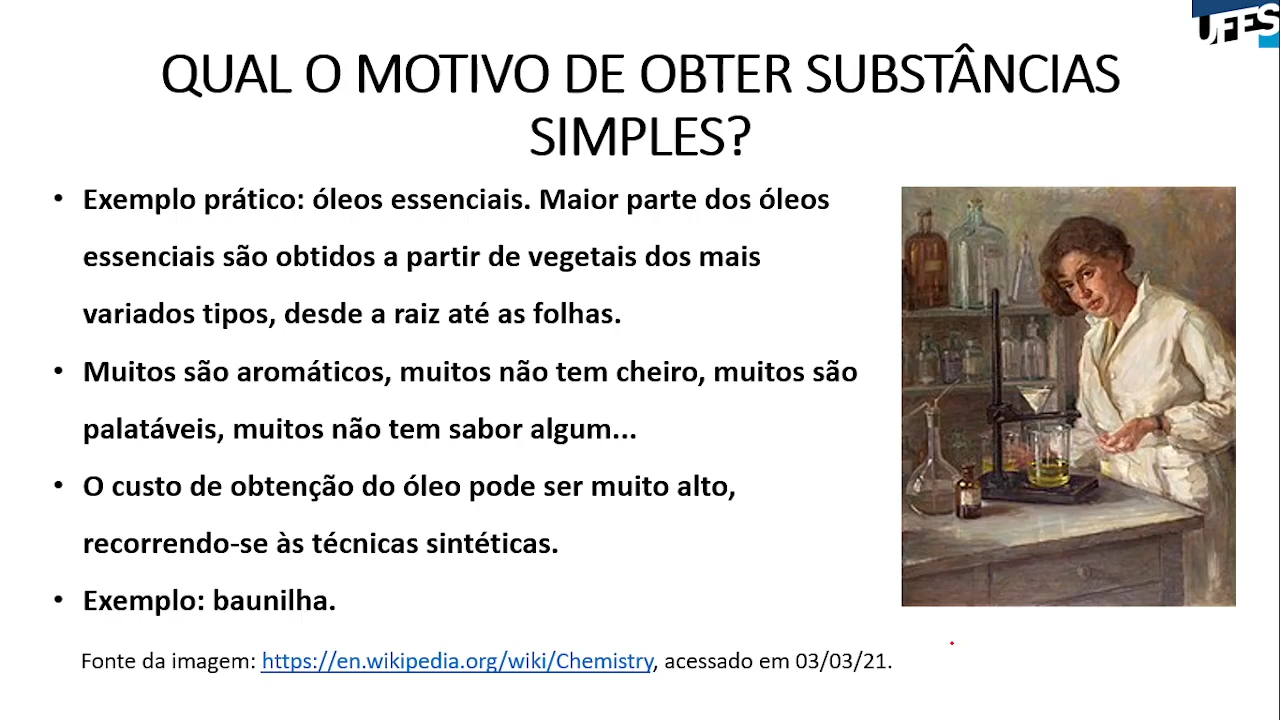 UFES
QUAL O MOTIVO DE OBTER SUBSTÂNCIAS
SIMPLES?
• Exemplo prático: óleos essenciais. Maior parte dos óleos
essenciais são obtidos a partir de vegetais dos mais
variados tipos, desde a raiz até as folhas.
• Muitos são aromáticos, muitos não tem cheiro, muitos são
palatáveis, muitos não tem sabor algum...
• O custo de obtenção do óleo pode ser muito alto,
recorrendo-se às técnicas sintéticas.
• Exemplo: baunilha.
Fonte da imagem: https://en.wikipedia.org/wiki/Chemistry, acessado em 03/03/21.